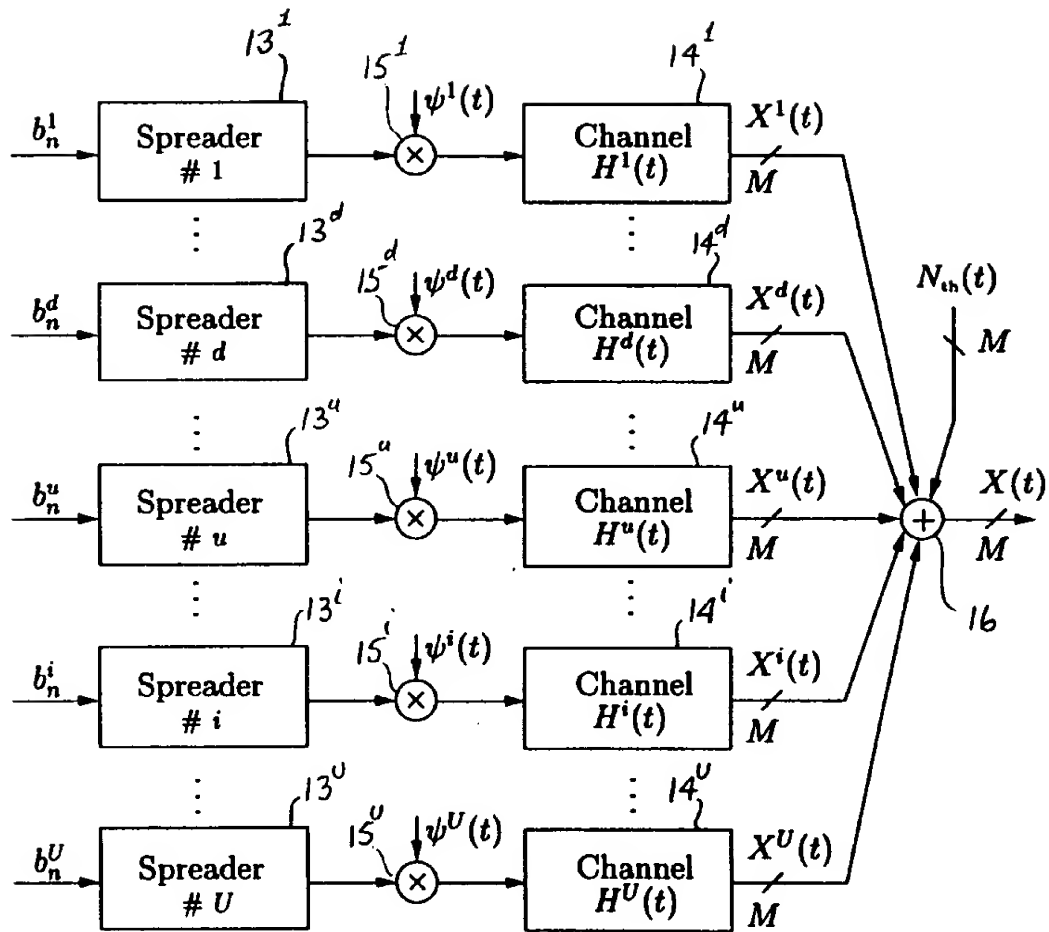 13^1
15^1
14^1
b_n^1
Spreader
# 1
ψ^1(t)
Channel
H^1(t)
X^1(t)
M
13^d
15^d
14^d
b_n^d
Spreader
# d
ψ^d(t)
Channel
H^d(t)
X^d(t)
M
N_th(t)
M
13^u
15^u
14^u
b_n^u
Spreader
# u
ψ^u(t)
Channel
H^u(t)
X^u(t)
M
X(t)
M
16
13^i
15^i
14^i
b_n^i
Spreader
# i
ψ^i(t)
Channel
H^i(t)
X^i(t)
M
13^U
15^U
14^U
b_n^U
Spreader
# U
ψ^U(t)
Channel
H^U(t)
X^U(t)
M